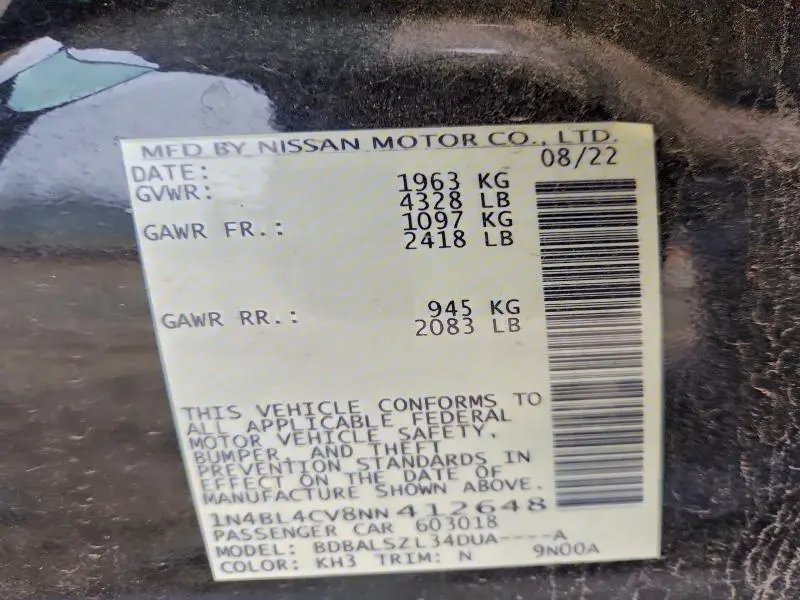 MFD BY NISSAN MOTOR CO., LTD.
DATE: 08/22
GVWR: 1963 KG
4328 LB
GAWR FR.: 1097 KG
2418 LB
GAWR RR.: 945 KG
2083 LB
THIS VEHICLE CONFORMS TO
ALL APPLICABLE FEDERAL
MOTOR VEHICLE SAFETY,
BUMPER, AND THEFT
PREVENTION STANDARDS IN
EFFECT ON THE DATE OF
MANUFACTURE SHOWN ABOVE.
1N4BL4CV8NN412648
PASSENGER CAR 603018
MODEL: BDBALSZL34DUA----A
COLOR: KH3 TRIM: N 9N00A